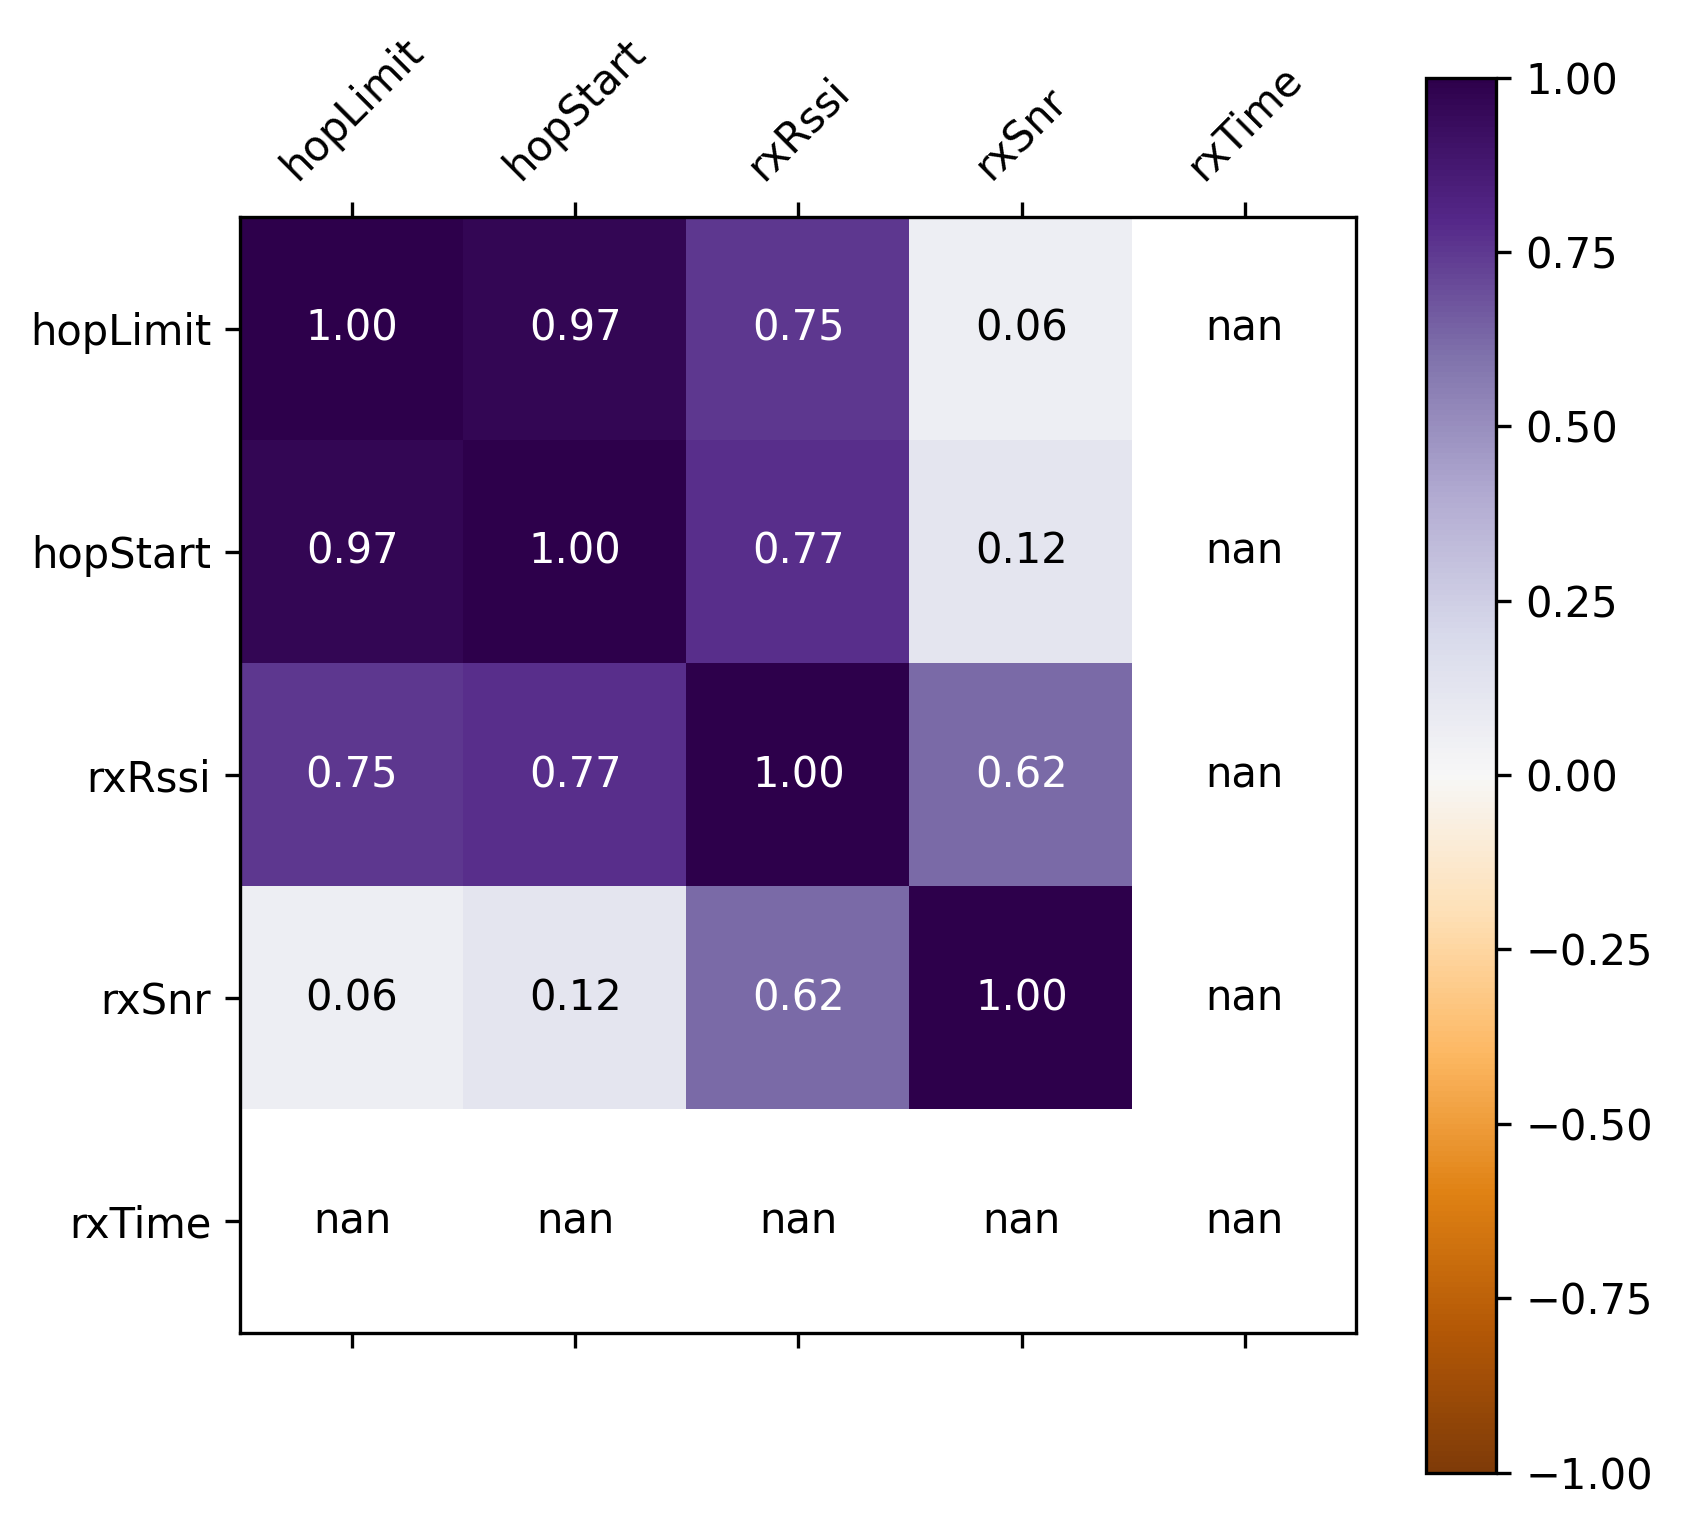 hopLimit hopStart rxRssi rxSnr rxTime
hopLimit 1.00 0.97 0.75 0.06 nan
hopStart 0.97 1.00 0.77 0.12 nan
rxRssi 0.75 0.77 1.00 0.62 nan
rxSnr 0.06 0.12 0.62 1.00 nan
rxTime nan nan nan nan nan
1.00
0.75
0.50
0.25
0.00
−0.25
−0.50
−0.75
−1.00